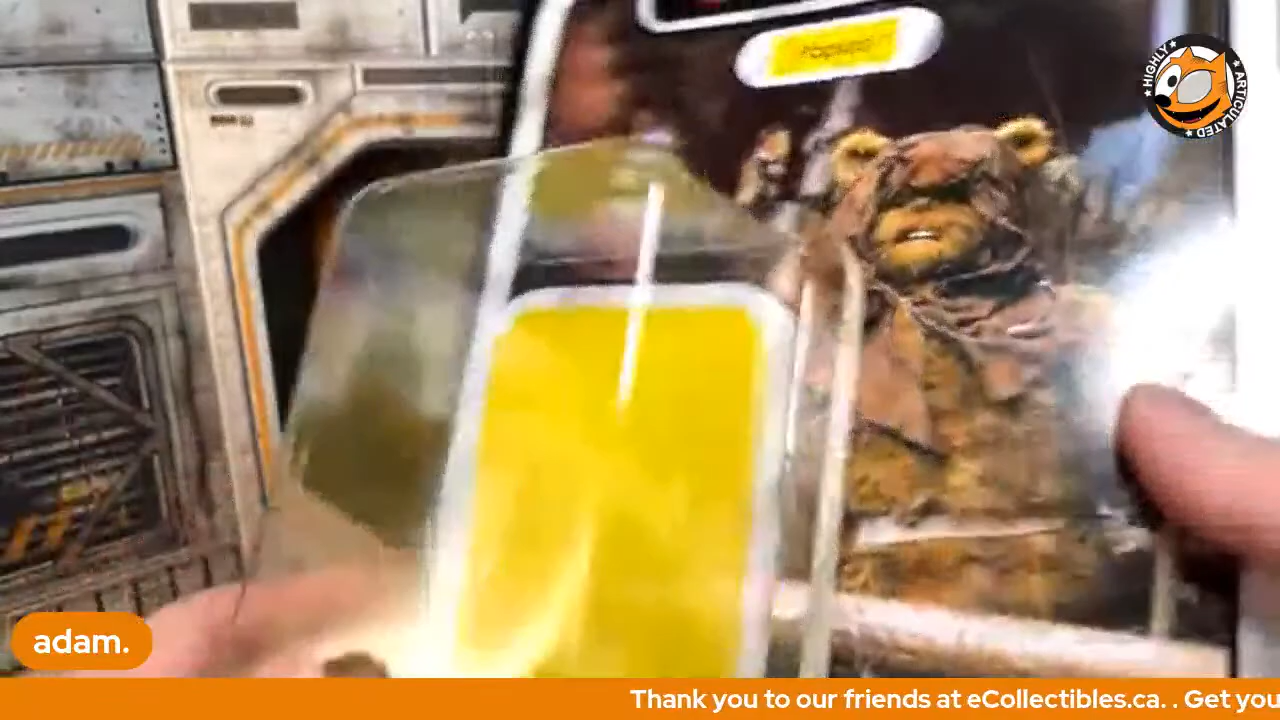 HIGHLY
ARTICULATED
adam.
Thank you to our friends at eCollectibles.ca. . Get you